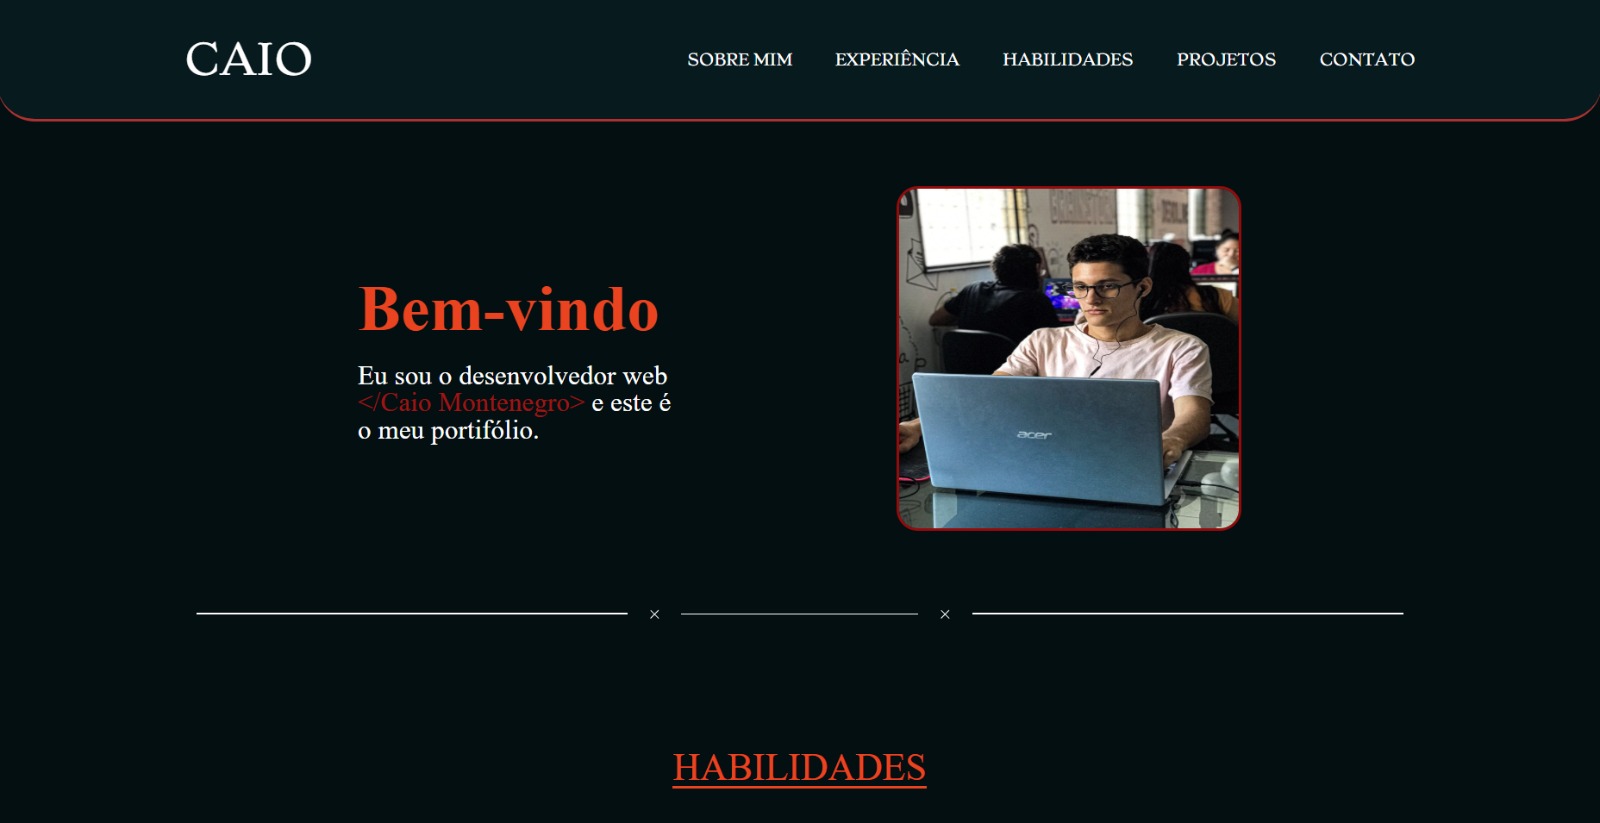 CAIO
SOBRE MIM EXPERIÊNCIA HABILIDADES PROJETOS CONTATO
Bem-vindo
Eu sou o desenvolvedor web
</Caio Montenegro> e este é
o meu portifólio.
acer
HABILIDADES